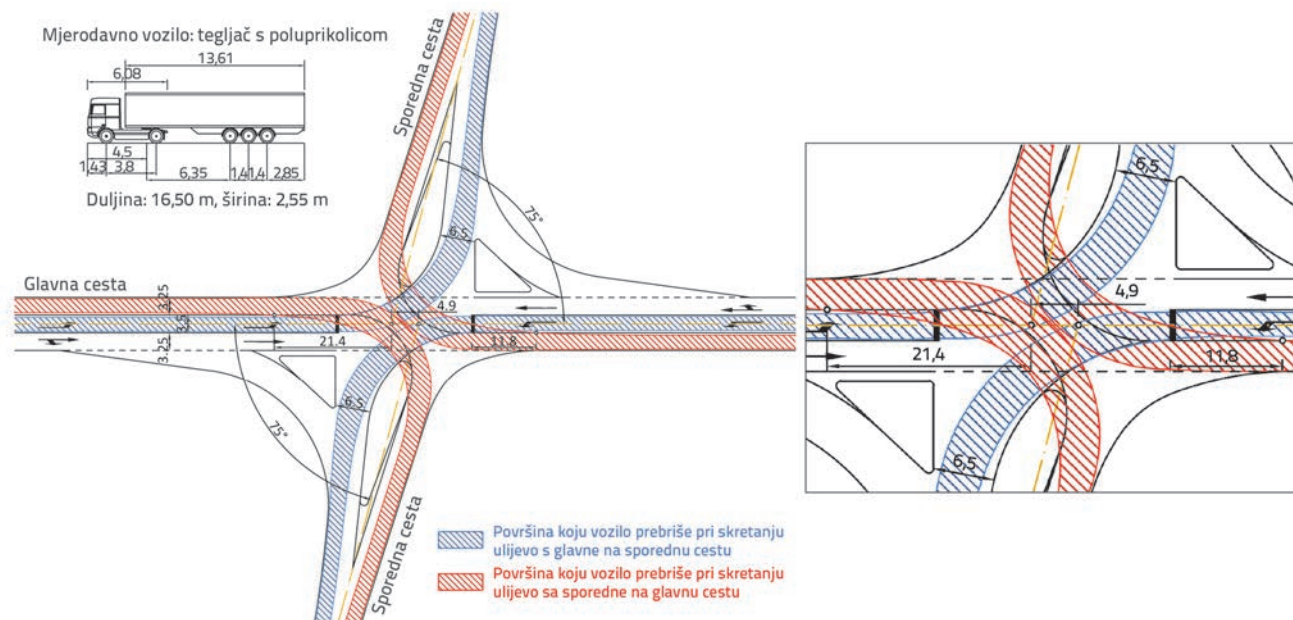 Mjerodavno vozilo: tegljač s poluprikolicom
13,61
6,08
4,5
1,43
3,8
6,35
1,4
1,4
2,85
Duljina: 16,50 m, širina: 2,55 m
Sporedna cesta
75°
6,5
Glavna cesta
3,25
3,5
3,25
4,9
21,4
11,8
6,5
75°
Sporedna cesta
Površina koju vozilo prebriše pri skretanju
ulijevo s glavne na sporednu cestu
Površina koju vozilo prebriše pri skretanju
ulijevo sa sporedne na glavnu cestu
6,5
4,9
21,4
11,8
6,5